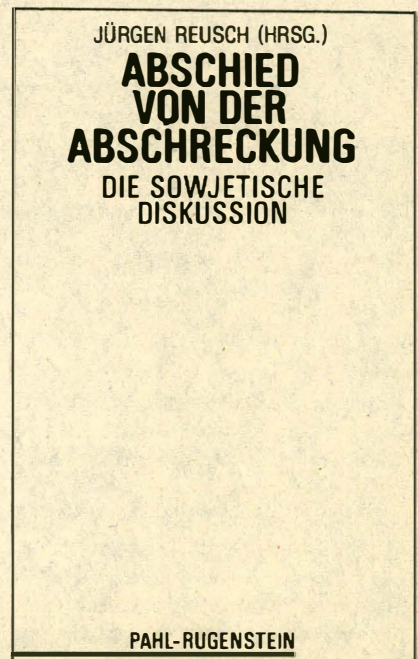 JÜRGEN REUSCH (HRSG.)
ABSCHIED
VON DER
ABSCHRECKUNG
DIE SOWJETISCHE
DISKUSSION
PAHL-RUGENSTEIN